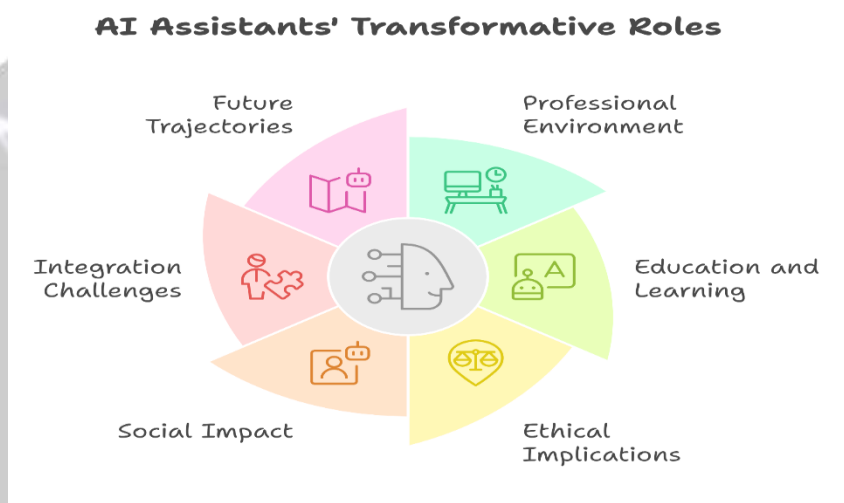 AI Assistants' Transformative Roles
Future
Trajectories
Professional
Environment
Integration
Challenges
A
Education and
Learning
Social Impact
Ethical
Implications